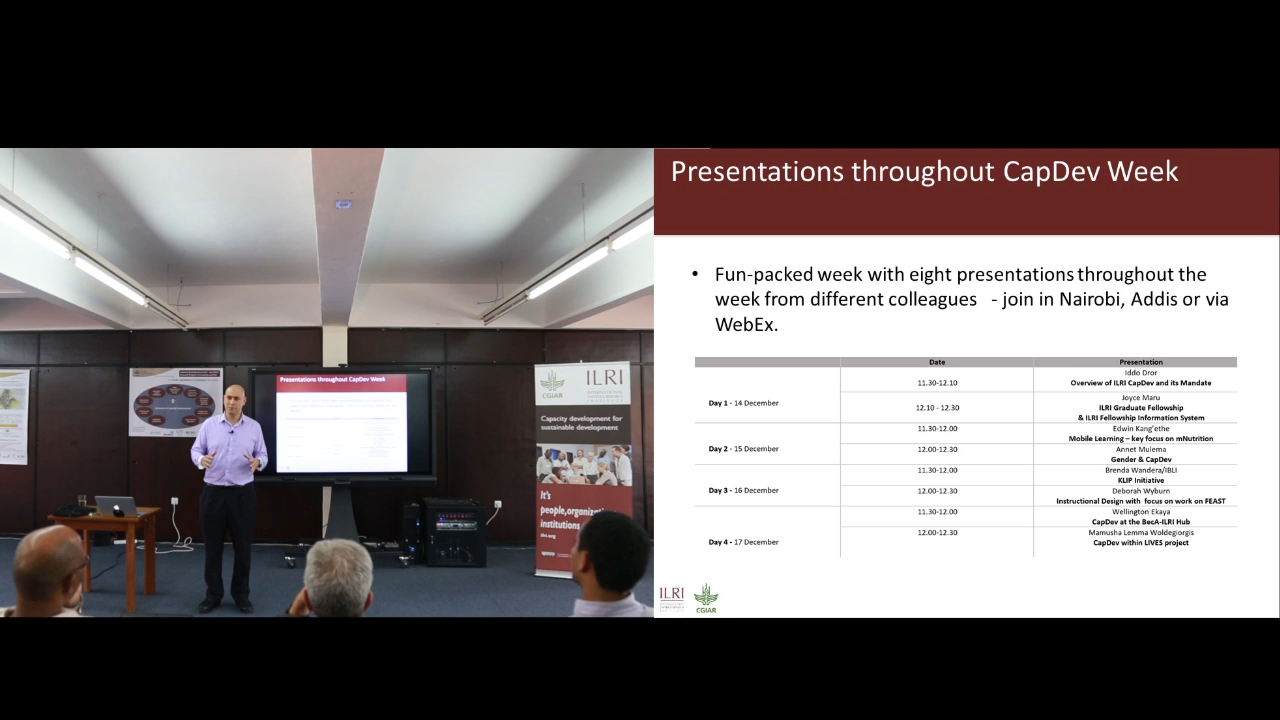 Presentations throughout CapDev Week
• Fun-packed week with eight presentations throughout the
week from different colleagues - join in Nairobi, Addis or via
WebEx.
Date Presentation
Day 1 - 14 December
11.30-12.10
Iddo Dror
Overview of ILRI CapDev and its Mandate
12.10 - 12.30
Joyce Maru
ILRI Graduate Fellowship
& ILRI Fellowship Information System
Day 2 - 15 December
11.30-12.00
Edwin Kang'ethe
Mobile Learning – key focus on mNutrition
12.00-12.30
Annet Mulema
Gender & CapDev
Day 3 - 16 December
11.30-12.00
Brenda Wandera/IBLI
KLIP Initiative
12.00-12.30
Deborah Wyburn
Instructional Design with focus on work on FEAST
Day 4 - 17 December
11.30-12.00
Wellington Ekaya
CapDev at the BecA-ILRI Hub
12.00-12.30
Mamusha Lemma Woldegiorgis
CapDev within LIVES project
ILRI
CGIAR
Presentations throughout CapDev Week
CGIAR
ILRI
Capacity development for
sustainable development
It's
people, organiz
institutions
ilri.org